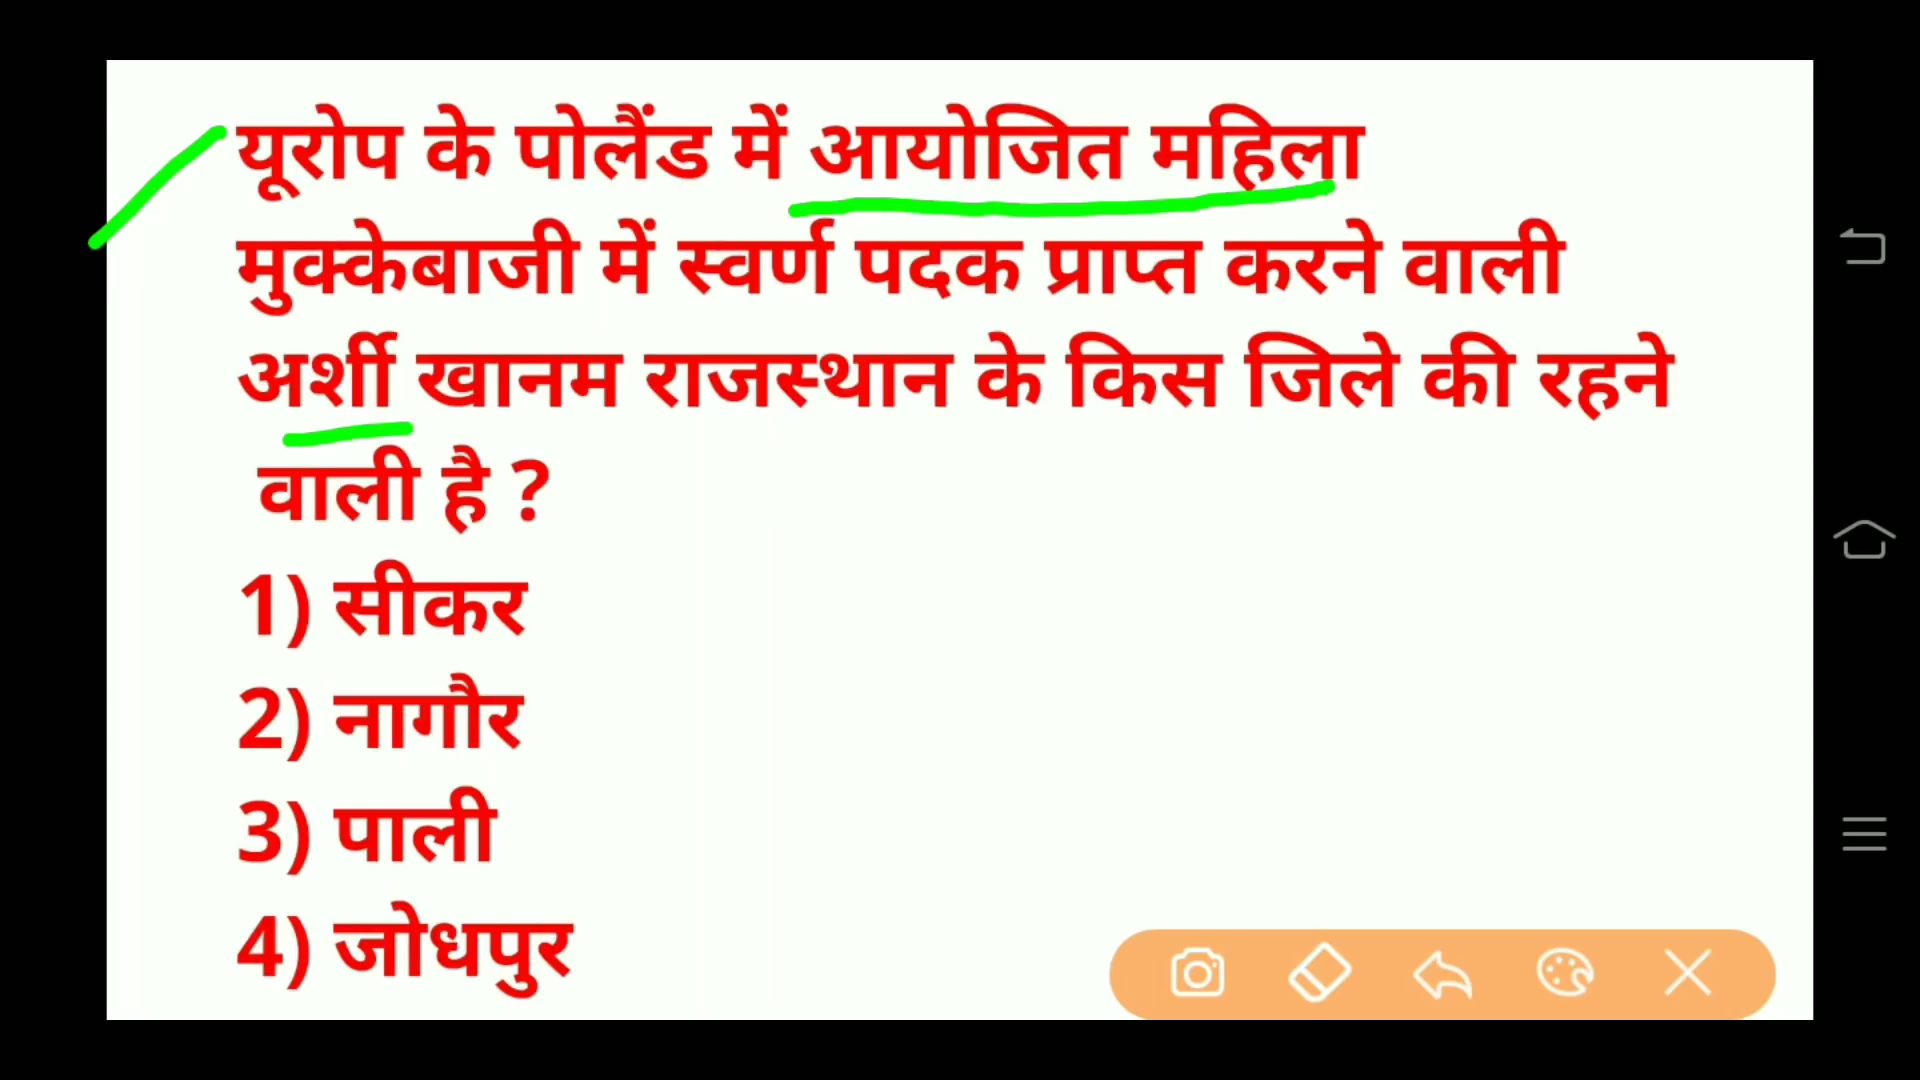 यूरोप के पोलैंड में आयोजित महिला
मुक्केबाजी में स्वर्ण पदक प्राप्त करने वाली
अर्शी खानम राजस्थान के किस जिले की रहने
वाली है ?
1) सीकर
2) नागौर
3) पाली
4) जोधपुर